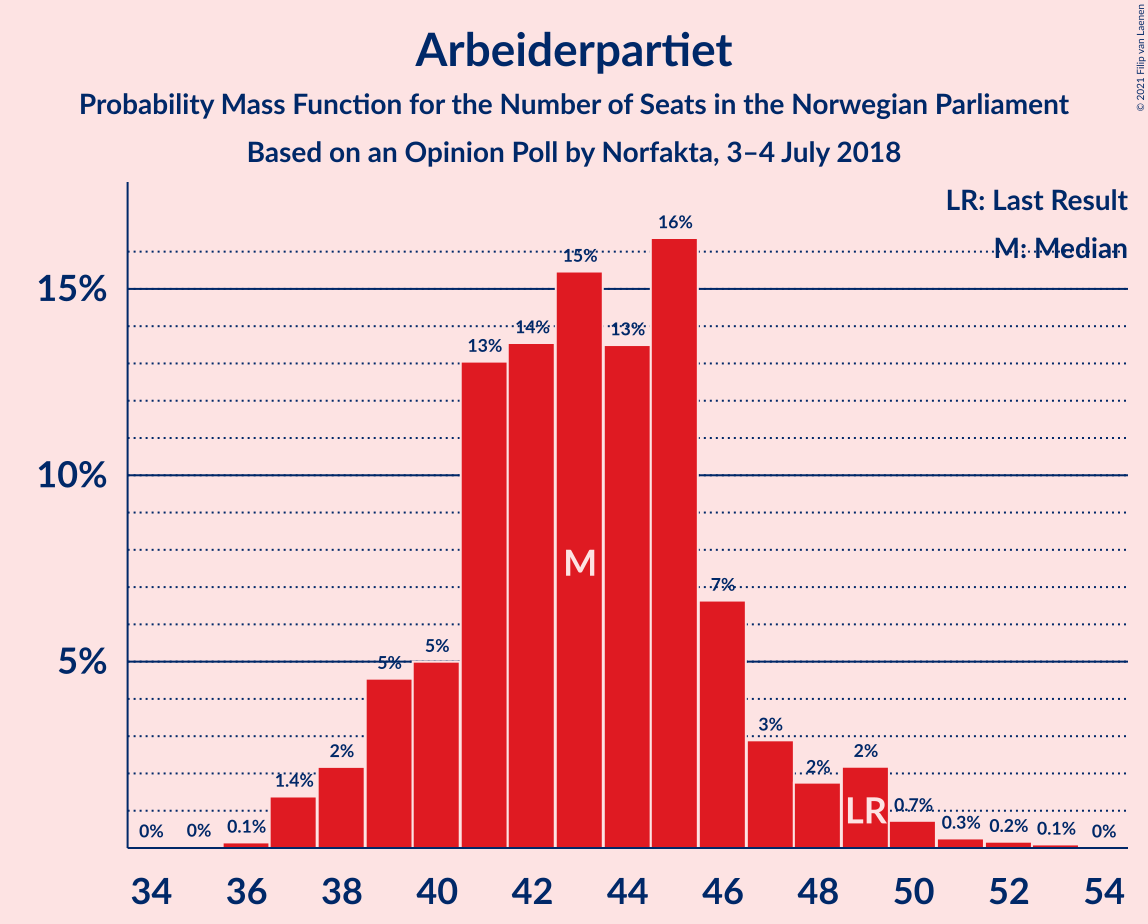 Arbeiderpartiet
Probability Mass Function for the Number of Seats in the Norwegian Parliament
Based on an Opinion Poll by Norfakta, 3–4 July 2018
© 2021 Filip van Laenen
LR: Last Result
M: Median
15%
10%
5%
0%
0%
0.1%
1.4%
2%
5%
5%
13%
14%
15%
13%
16%
7%
3%
2%
2%
0.7%
0.3%
0.2%
0.1%
0%
M
LR
34 36 38 40 42 44 46 48 50 52 54